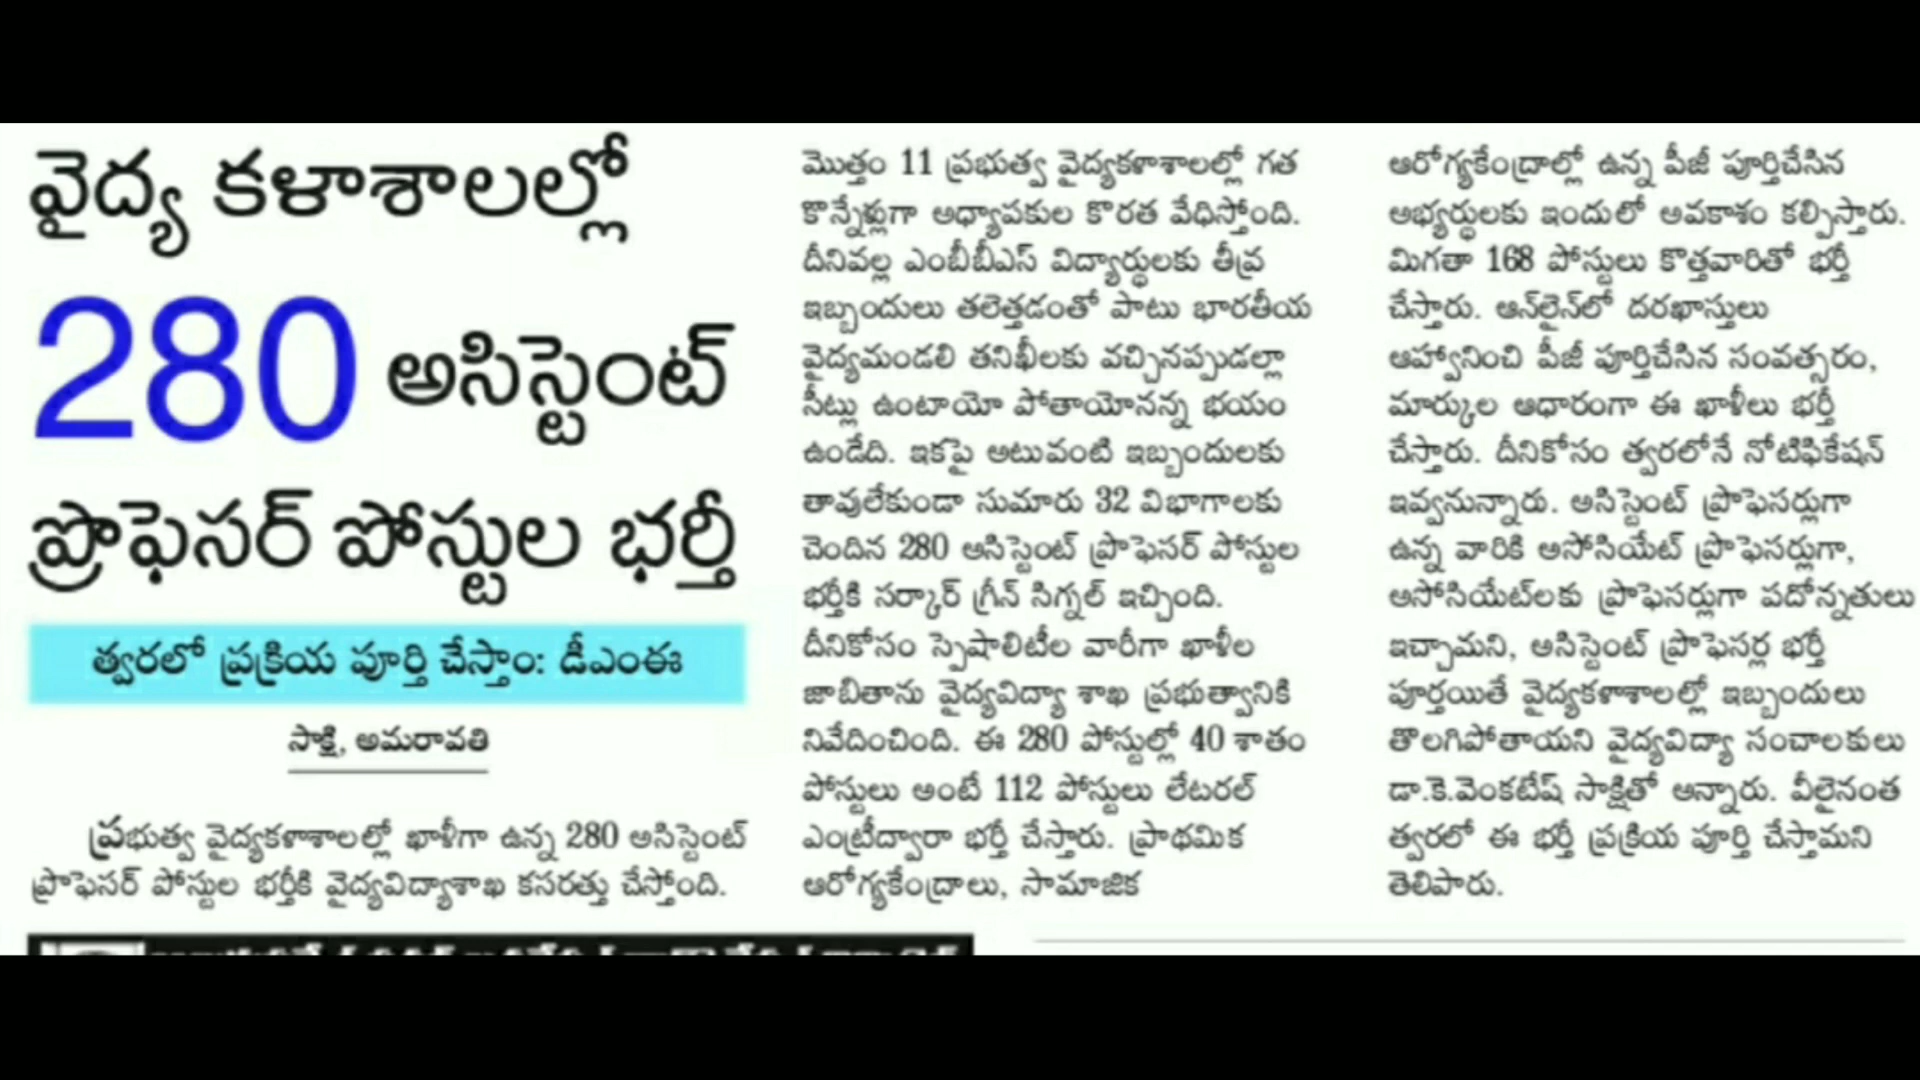 వైద్య కళాశాలల్లో
280 అసిస్టెంట్
ప్రొఫెసర్ పోస్టుల భర్తీ
త్వరలో ప్రక్రియ పూర్తి చేస్తాం: డీఎంఈ
సాక్షి, అమరావతి
ప్రభుత్వ వైద్యకళాశాలల్లో ఖాళీగా ఉన్న 280 అసిస్టెంట్
ప్రొఫెసర్ పోస్టుల భర్తీకి వైద్యవిద్యాశాఖ కసరత్తు చేస్తోంది.
మొత్తం 11 ప్రభుత్వ వైద్యకళాశాలల్లో గత
కొన్నేళ్లుగా అధ్యాపకుల కొరత వేధిస్తోంది.
దీనివల్ల ఎంబీబీఎస్ విద్యార్థులకు తీవ్ర
ఇబ్బందులు తలెత్తడంతో పాటు భారతీయ
వైద్యమండలి తనిఖీలకు వచ్చినప్పుడల్లా
సీట్లు ఉంటాయో పోతాయోనన్న భయం
ఉండేది. ఇకపై అటువంటి ఇబ్బందులకు
తావులేకుండా సుమారు 32 విభాగాలకు
చెందిన 280 అసిస్టెంట్ ప్రొఫెసర్ పోస్టుల
భర్తీకి సర్కార్ గ్రీన్ సిగ్నల్ ఇచ్చింది.
దీనికోసం స్పెషాలిటీల వారీగా ఖాళీల
జాబితాను వైద్యవిద్యా శాఖ ప్రభుత్వానికి
నివేదించింది. ఈ 280 పోస్టుల్లో 40 శాతం
పోస్టులు అంటే 112 పోస్టులు లేటరల్
ఎంట్రీద్వారా భర్తీ చేస్తారు. ప్రాథమిక
ఆరోగ్యకేంద్రాలు, సామాజిక
ఆరోగ్యకేంద్రాల్లో ఉన్న పీజీ పూర్తిచేసిన
అభ్యర్థులకు ఇందులో అవకాశం కల్పిస్తారు.
మిగతా 168 పోస్టులు కొత్తవారితో భర్తీ
చేస్తారు. ఆన్‌లైన్‌లో దరఖాస్తులు
ఆహ్వానించి పీజీ పూర్తిచేసిన సంవత్సరం,
మార్కుల ఆధారంగా ఈ ఖాళీలు భర్తీ
చేస్తారు. దీనికోసం త్వరలోనే నోటిఫికేషన్
ఇవ్వనున్నారు. అసిస్టెంట్ ప్రొఫెసర్లుగా
ఉన్న వారికి అసోసియేట్ ప్రొఫెసర్లుగా,
అసోసియేట్‌లకు ప్రొఫెసర్లుగా పదోన్నతులు
ఇచ్చామని, అసిస్టెంట్ ప్రొఫెసర్ల భర్తీ
పూర్తయితే వైద్యకళాశాలల్లో ఇబ్బందులు
తొలగిపోతాయని వైద్యవిద్యా సంచాలకులు
డా.కె.వెంకటేష్ సాక్షితో అన్నారు. వీలైనంత
త్వరలో ఈ భర్తీ ప్రక్రియ పూర్తి చేస్తామని
తెలిపారు.